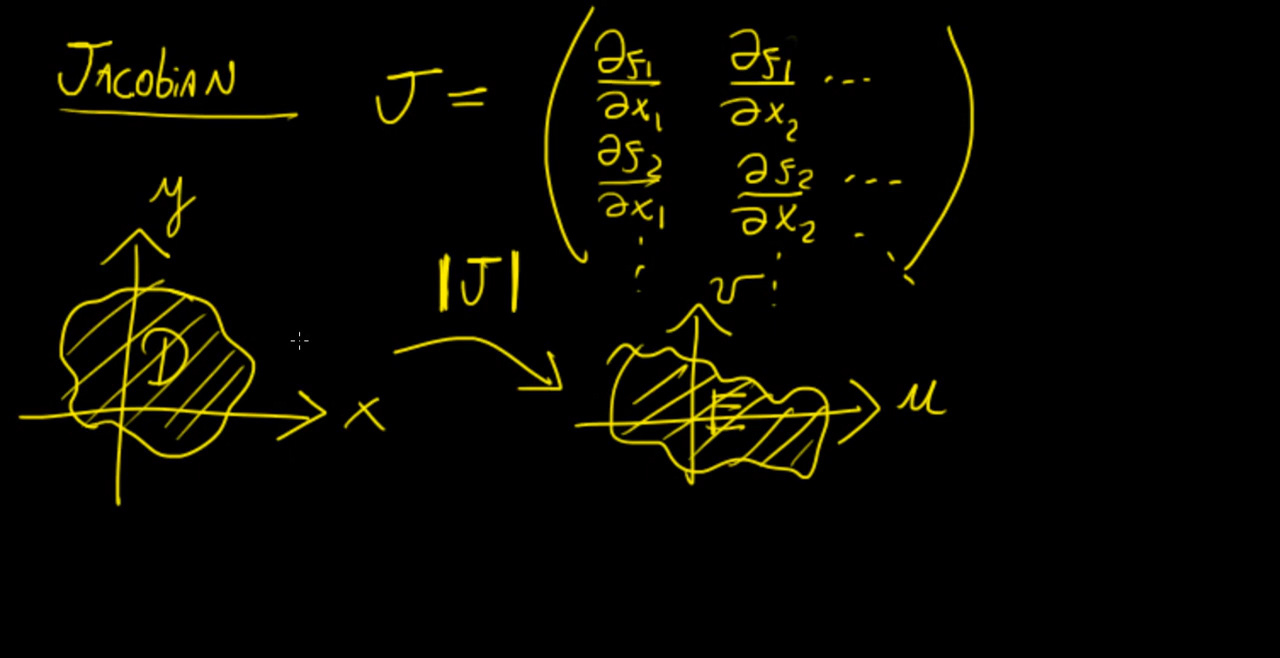 JACOBIAN
J = ( ∂f₁/∂x₁ ∂f₁/∂x₂ ...
∂f₂/∂x₁ ∂f₂/∂x₂ ...
⋮ ⋮ ⋱ )
y
|J|
v
D
E
x
u